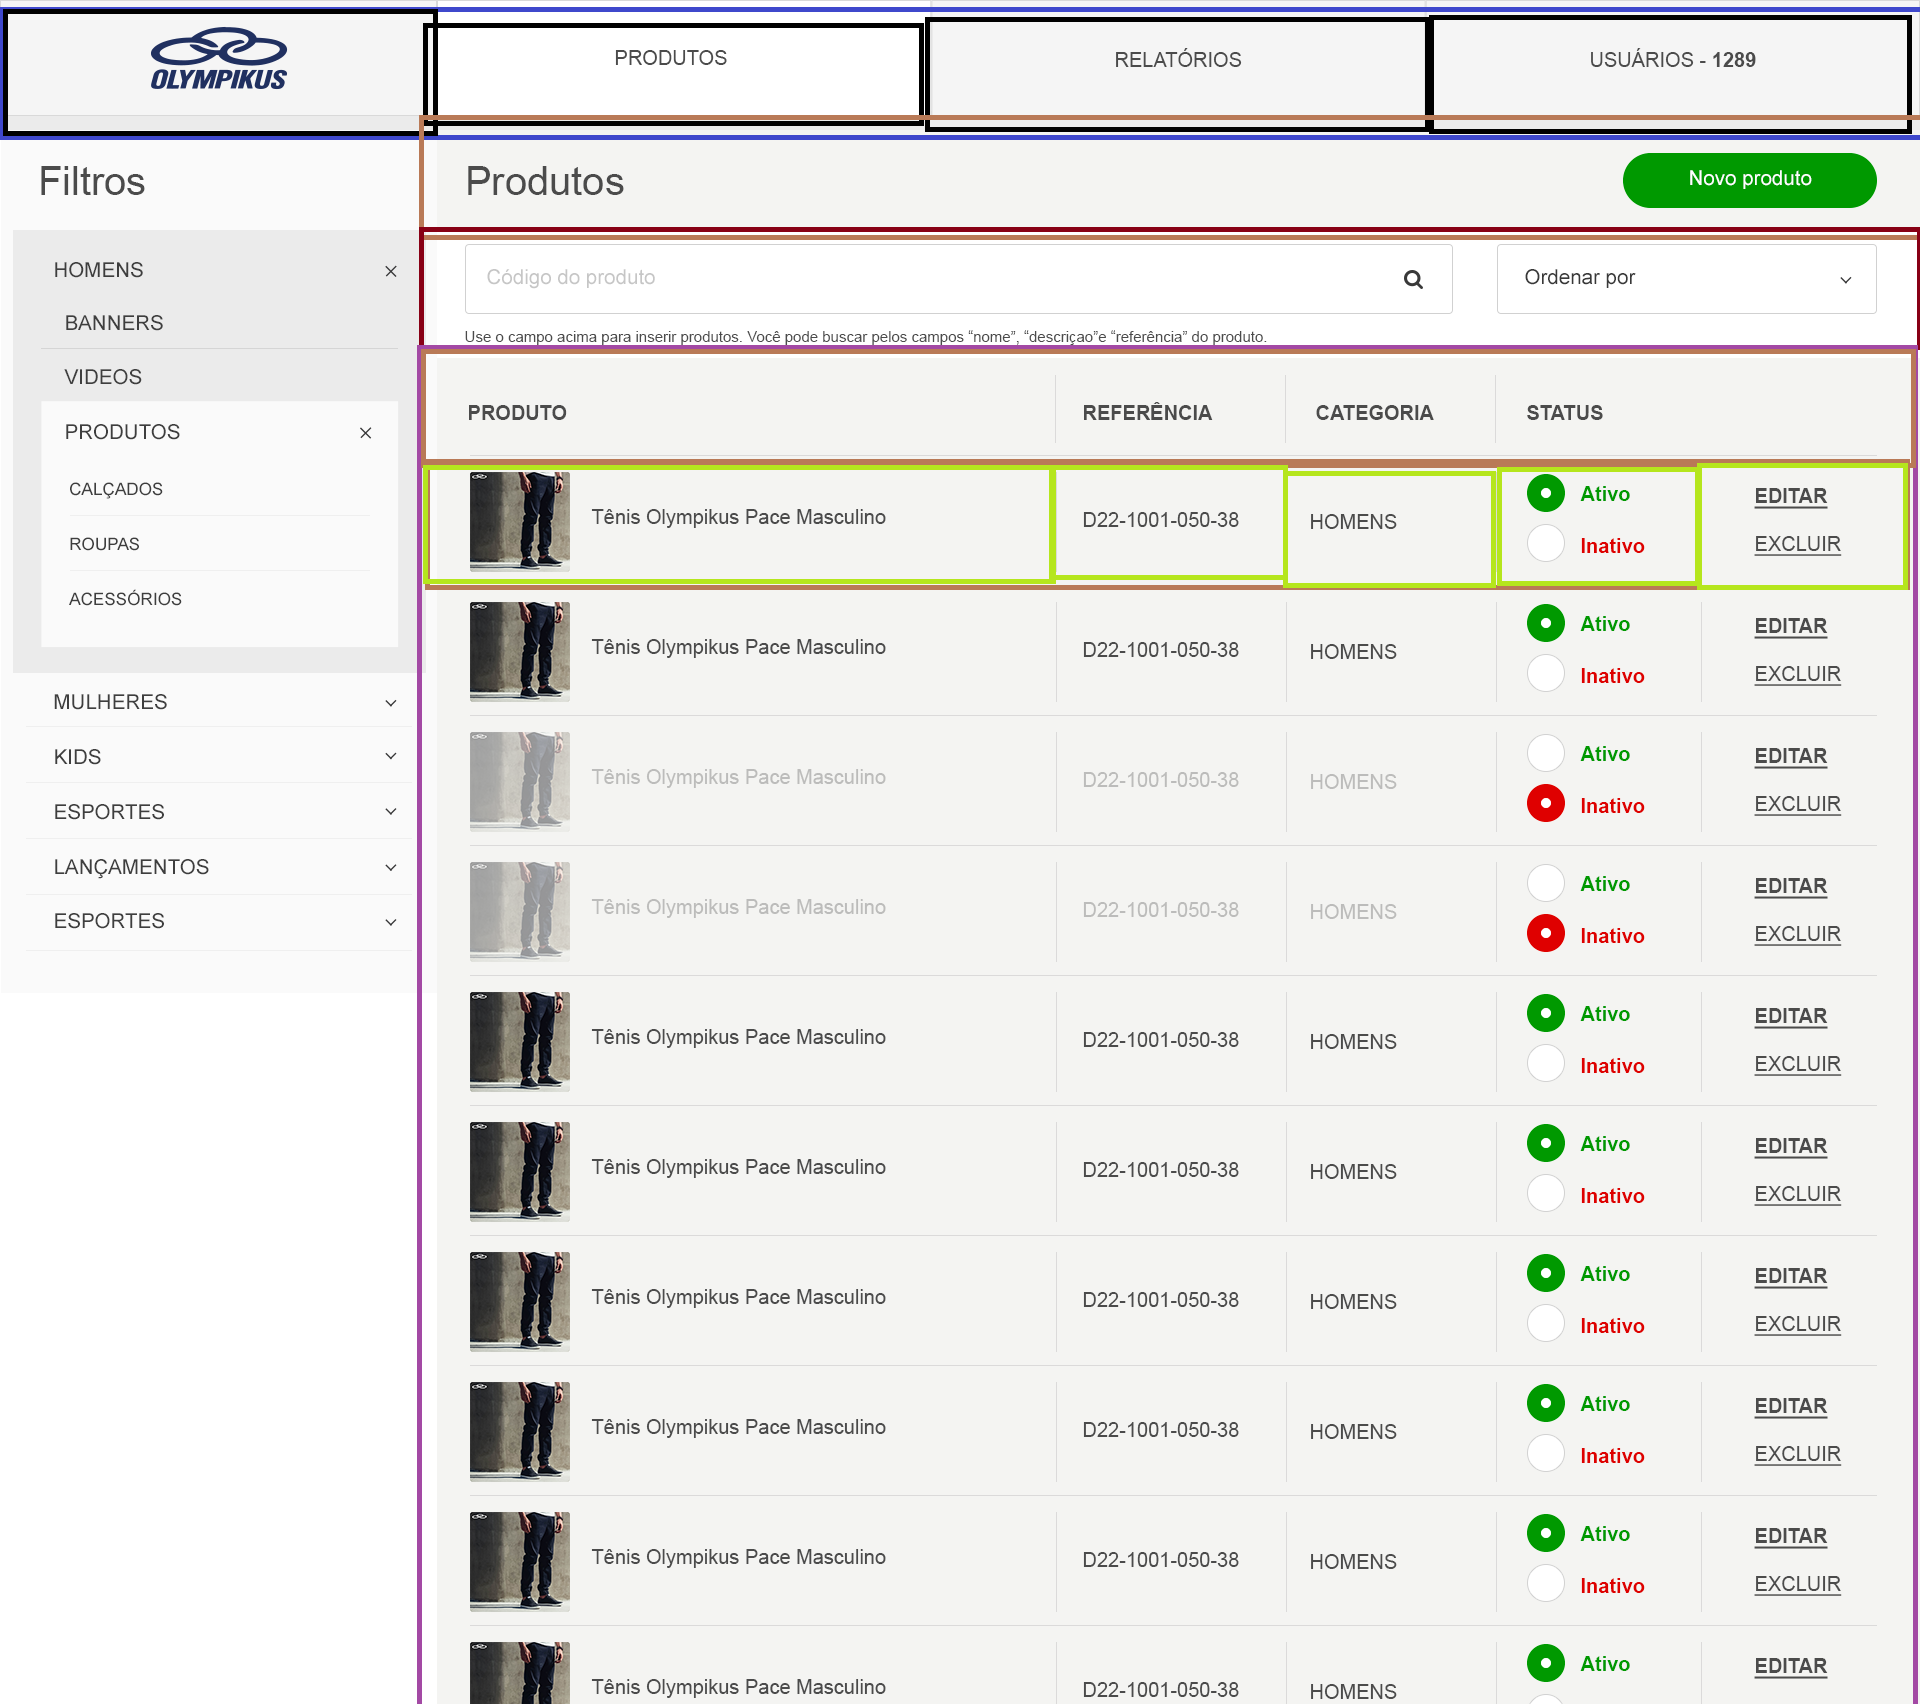 OLYMPIKUS
PRODUTOS
RELATÓRIOS
USUÁRIOS - 1289
Filtros
HOMENS
BANNERS
VIDEOS
PRODUTOS
CALÇADOS
ROUPAS
ACESSÓRIOS
MULHERES
KIDS
ESPORTES
LANÇAMENTOS
ESPORTES
Produtos
Novo produto
Código do produto
Ordenar por
Use o campo acima para inserir produtos. Você pode buscar pelos campos “nome”, “descriçao”e “referência” do produto.
PRODUTO REFERÊNCIA CATEGORIA STATUS
Tênis Olympikus Pace Masculino D22-1001-050-38 HOMENS
Ativo EDITAR
Inativo EXCLUIR
Tênis Olympikus Pace Masculino D22-1001-050-38 HOMENS
Ativo EDITAR
Inativo EXCLUIR
Tênis Olympikus Pace Masculino D22-1001-050-38 HOMENS
Ativo EDITAR
Inativo EXCLUIR
Tênis Olympikus Pace Masculino D22-1001-050-38 HOMENS
Ativo EDITAR
Inativo EXCLUIR
Tênis Olympikus Pace Masculino D22-1001-050-38 HOMENS
Ativo EDITAR
Inativo EXCLUIR
Tênis Olympikus Pace Masculino D22-1001-050-38 HOMENS
Ativo EDITAR
Inativo EXCLUIR
Tênis Olympikus Pace Masculino D22-1001-050-38 HOMENS
Ativo EDITAR
Inativo EXCLUIR
Tênis Olympikus Pace Masculino D22-1001-050-38 HOMENS
Ativo EDITAR
Inativo EXCLUIR
Tênis Olympikus Pace Masculino D22-1001-050-38 HOMENS
Ativo EDITAR
Inativo EXCLUIR
Tênis Olympikus Pace Masculino D22-1001-050-38 HOMENS
Ativo EDITAR